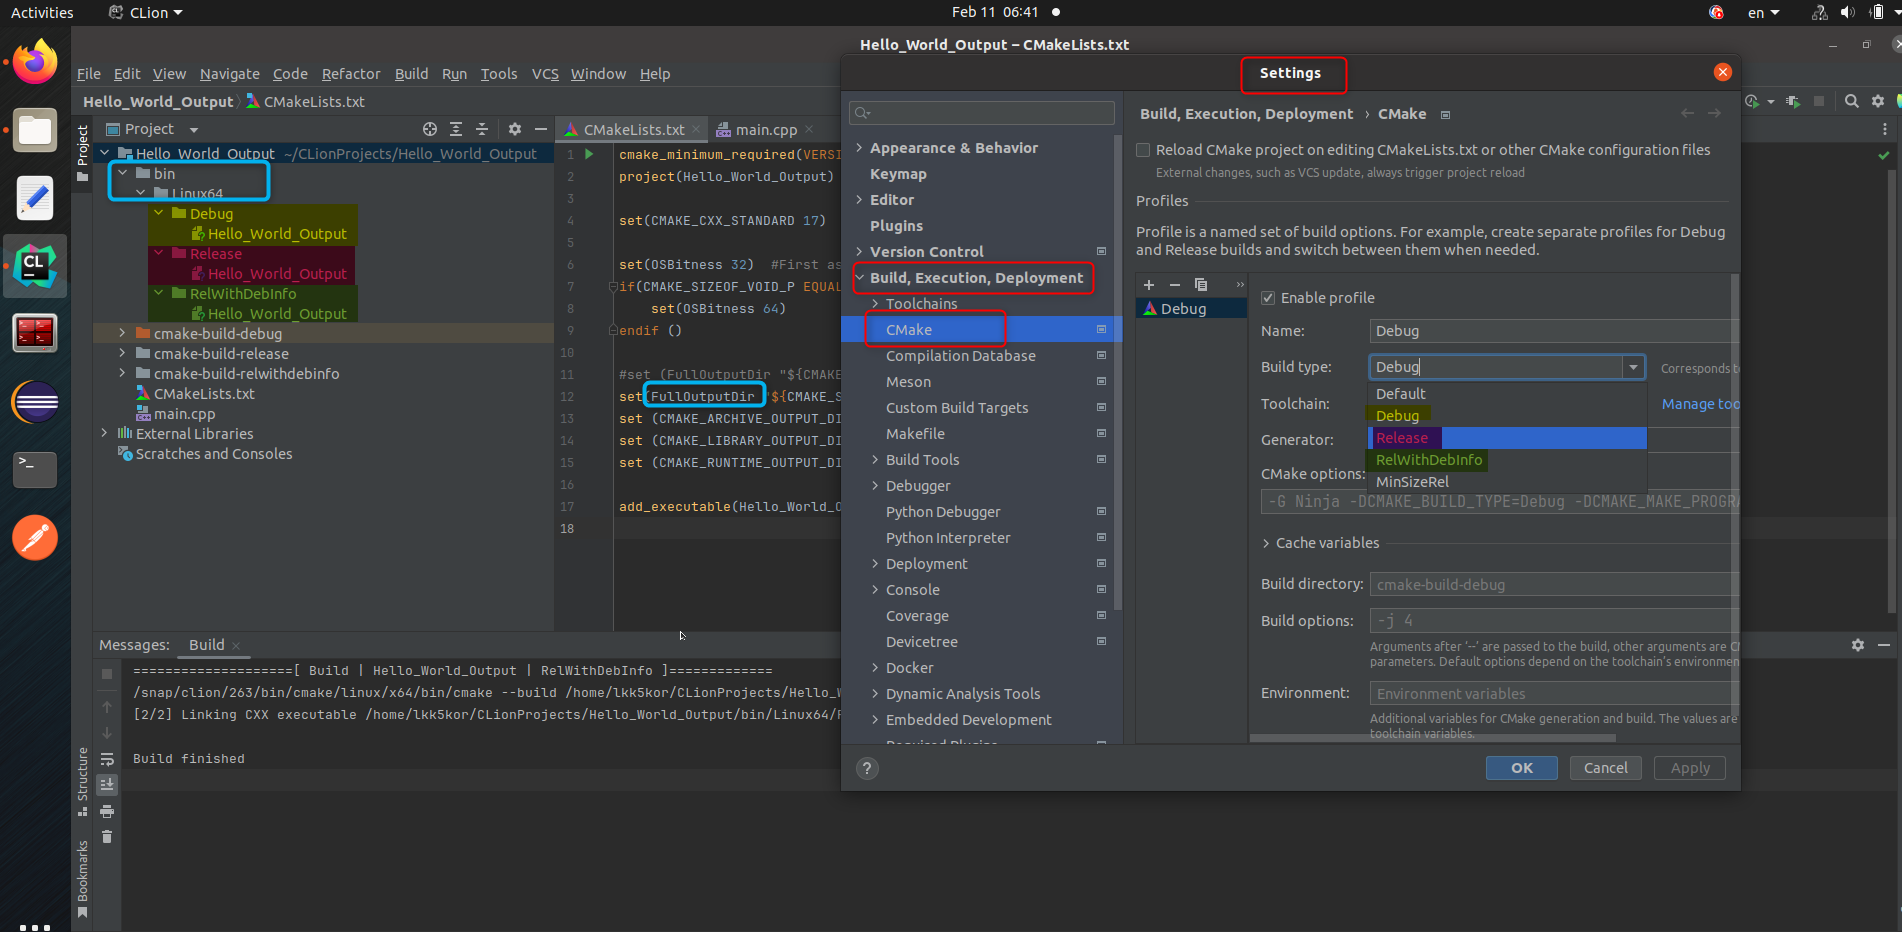 Activities
CLion
Feb 11 06:41
en
Hello_World_Output – CMakeLists.txt
File Edit View Navigate Code Refactor Build Run Tools VCS Window Help
Hello_World_Output
CMakeLists.txt
Project
Project
Hello_World_Output ~/CLionProjects/Hello_World_Output
bin
Linux64
Debug
Hello_World_Output
Release
Hello_World_Output
RelWithDebInfo
Hello_World_Output
cmake-build-debug
cmake-build-release
cmake-build-relwithdebinfo
CMakeLists.txt
main.cpp
External Libraries
Scratches and Consoles
CMakeLists.txt
main.cpp
1 cmake_minimum_required(VERSI
2 project(Hello_World_Output)
3
4 set(CMAKE_CXX_STANDARD 17)
5
6 set(OSBitness 32) #First as
7 if(CMAKE_SIZEOF_VOID_P EQUAL
8 set(OSBitness 64)
9 endif ()
10
11 #set (FullOutputDir "${CMAKE_
12 set(FullOutputDir "${CMAKE_S
13 set (CMAKE_ARCHIVE_OUTPUT_DI
14 set (CMAKE_LIBRARY_OUTPUT_DI
15 set (CMAKE_RUNTIME_OUTPUT_DI
16
17 add_executable(Hello_World_O
18
Messages: Build
====================[ Build | Hello_World_Output | RelWithDebInfo ]=============
/snap/clion/263/bin/cmake/linux/x64/bin/cmake --build /home/lkk5kor/CLionProjects/Hello_W
[2/2] Linking CXX executable /home/lkk5kor/CLionProjects/Hello_World_Output/bin/Linux64/R
Build finished
Structure
Bookmarks
Settings
Appearance & Behavior
Keymap
Editor
Plugins
Version Control
Build, Execution, Deployment
Toolchains
CMake
Compilation Database
Meson
Custom Build Targets
Makefile
Build Tools
Debugger
Python Debugger
Python Interpreter
Deployment
Console
Coverage
Devicetree
Docker
Dynamic Analysis Tools
Embedded Development
Required Plugins
?
Build, Execution, Deployment › CMake
Reload CMake project on editing CMakeLists.txt or other CMake configuration files
External changes, such as VCS update, always trigger project reload
Profiles
Profile is a named set of build options. For example, create separate profiles for Debug
and Release builds and switch between them when needed.
Debug
Enable profile
Name: Debug
Build type: Debug Corresponds to
Default
Toolchain: Manage too
Debug
Generator: Release
RelWithDebInfo
CMake options:
MinSizeRel
-G Ninja -DCMAKE_BUILD_TYPE=Debug -DCMAKE_MAKE_PROGRA
Cache variables
Build directory: cmake-build-debug
Build options: -j 4
Arguments after '--' are passed to the build, other arguments are CM
parameters. Default options depend on the toolchain's environmen
Environment: Environment variables
Additional variables for CMake generation and build. The values are
toolchain variables.
OK Cancel Apply